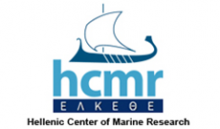 hcmr
ΕΛΚΕΘΕ
Hellenic Center of Marine Research